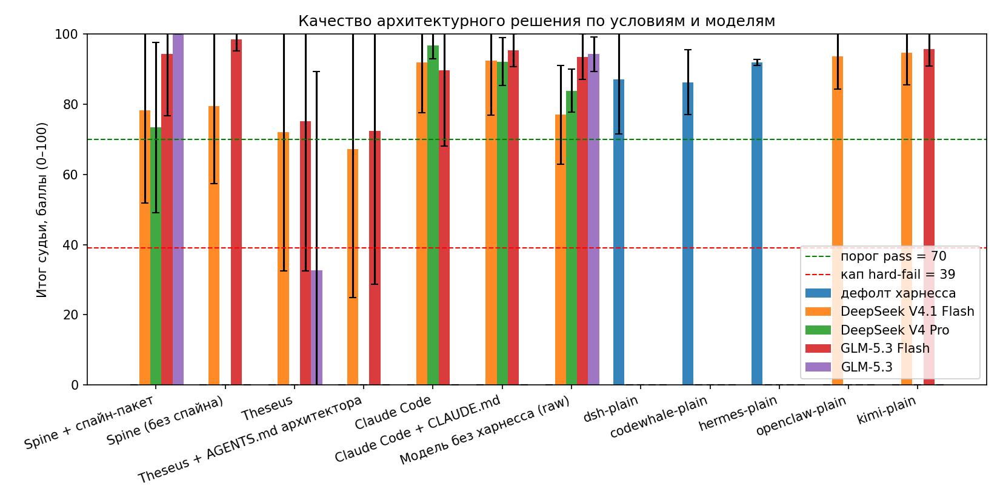 Качество архитектурного решения по условиям и моделям
Итог судьи, баллы (0–100)
100
80
60
40
20
0
порог pass = 70
кап hard-fail = 39
дефолт харнесса
DeepSeek V4.1 Flash
DeepSeek V4 Pro
GLM-5.3 Flash
GLM-5.3
Spine + спайн-пакет
Spine (без спайна)
Theseus
Theseus + AGENTS.md архитектора
Claude Code
Claude Code + CLAUDE.md
Модель без харнесса (raw)
dsh-plain
codewhale-plain
hermes-plain
openclaw-plain
kimi-plain